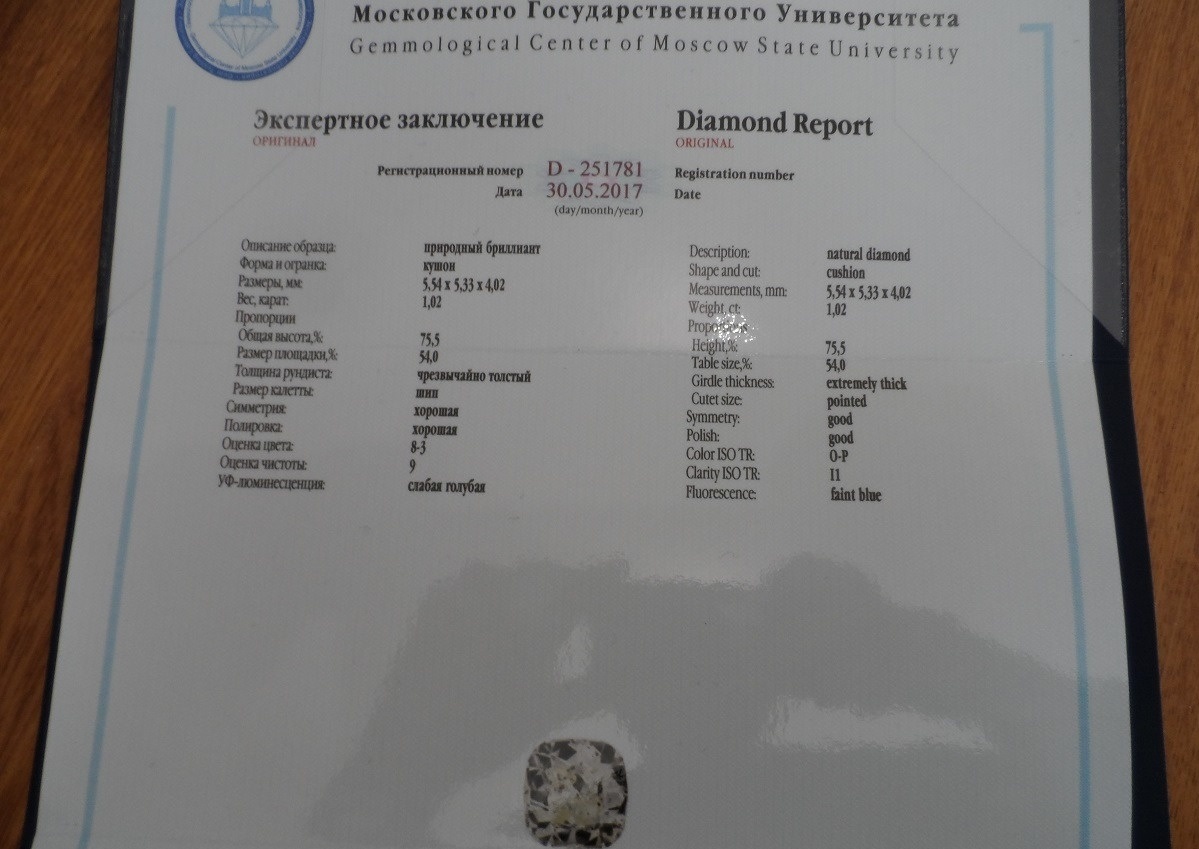 Московского Государственного Университета
Gemmological Center of Moscow State University
Экспертное заключение
ОРИГИНАЛ
Diamond Report
ORIGINAL
Регистрационный номер D - 251781 Registration number
Дата 30.05.2017 Date
(day/month/year)
Описание образца: природный бриллиант
Форма и огранка: кушон
Размеры, мм: 5,54 x 5,33 x 4,02
Вес, карат: 1,02
Пропорции
Общая высота,%: 75,5
Размер площадки,%: 54,0
Толщина рундиста: чрезвычайно толстый
Размер калетты: шип
Симметрия: хорошая
Полировка: хорошая
Оценка цвета: 8-3
Оценка чистоты: 9
УФ-люминесценция: слабая голубая
Description: natural diamond
Shape and cut: cushion
Measurements, mm: 5,54 x 5,33 x 4,02
Weight, ct: 1,02
Proportions
Height,%: 75,5
Table size,%: 54,0
Girdle thickness: extremely thick
Cutet size: pointed
Symmetry: good
Polish: good
Color ISO TR: O-P
Clarity ISO TR: I1
Fluorescence: faint blue